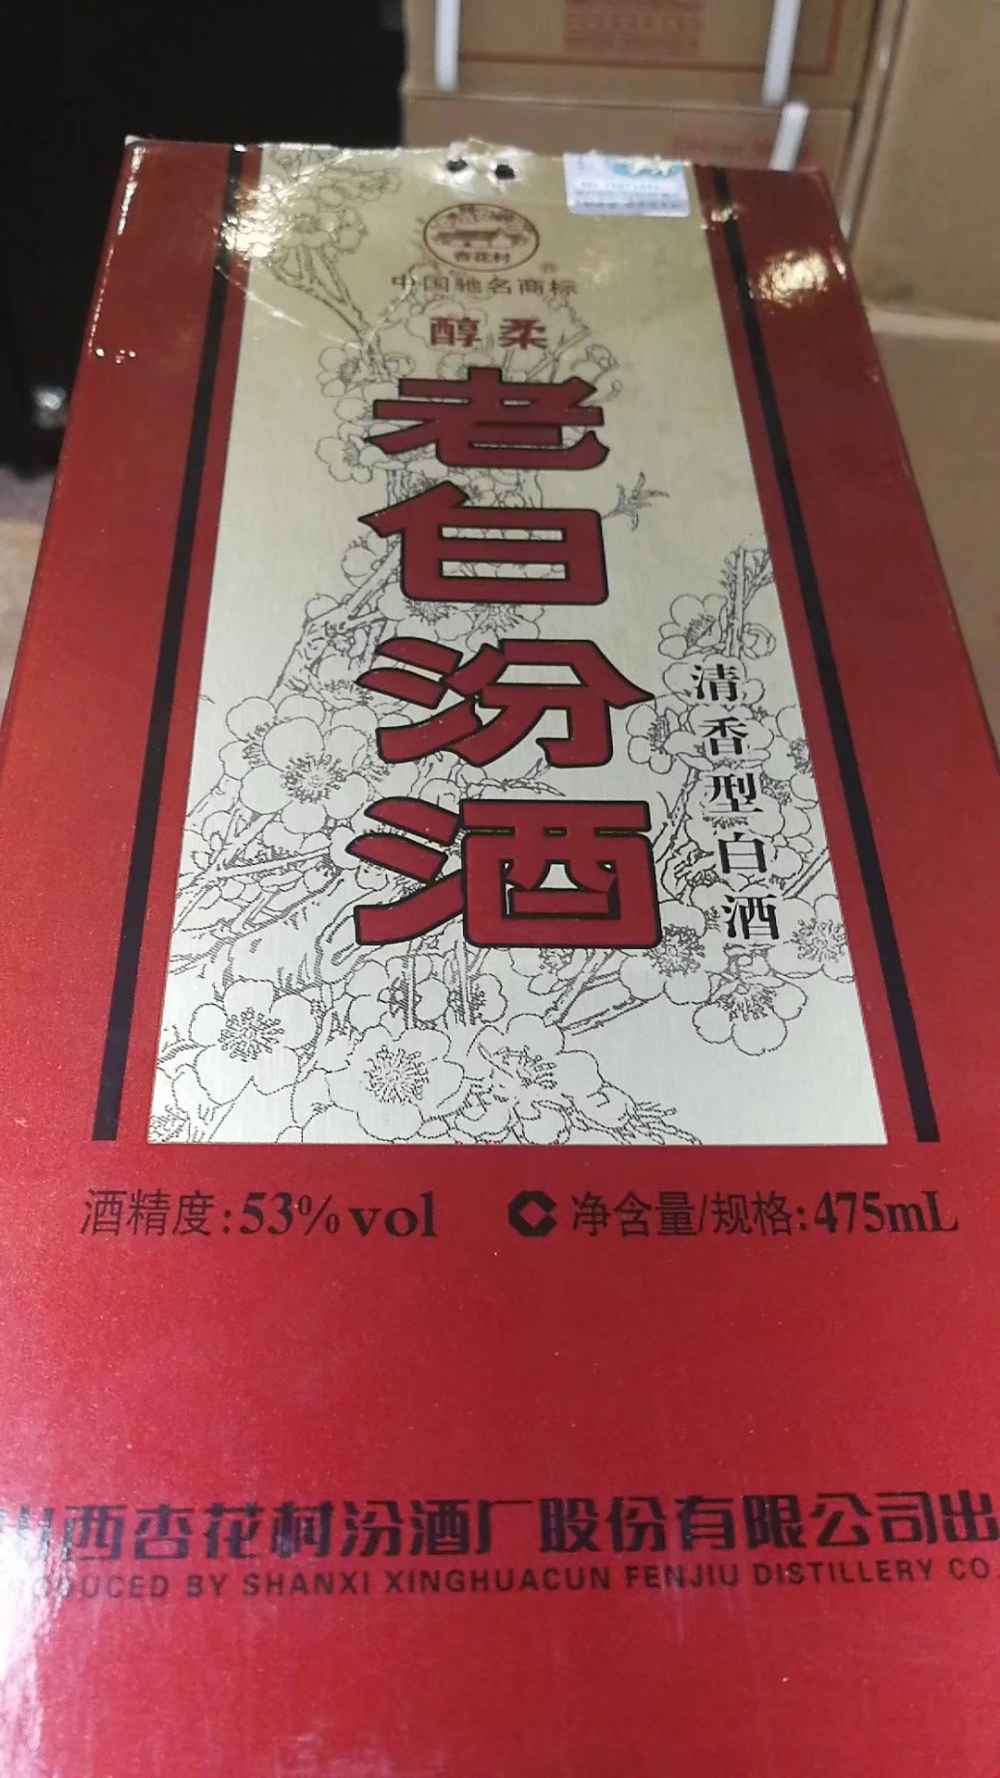 杏花村
中国驰名商标
醇柔
老白汾酒
清香型白酒
酒精度:53%vol 净含量/规格:475mL
山西杏花村汾酒厂股份有限公司出
PRODUCED BY SHANXI XINGHUACUN FENJIU DISTILLERY CO